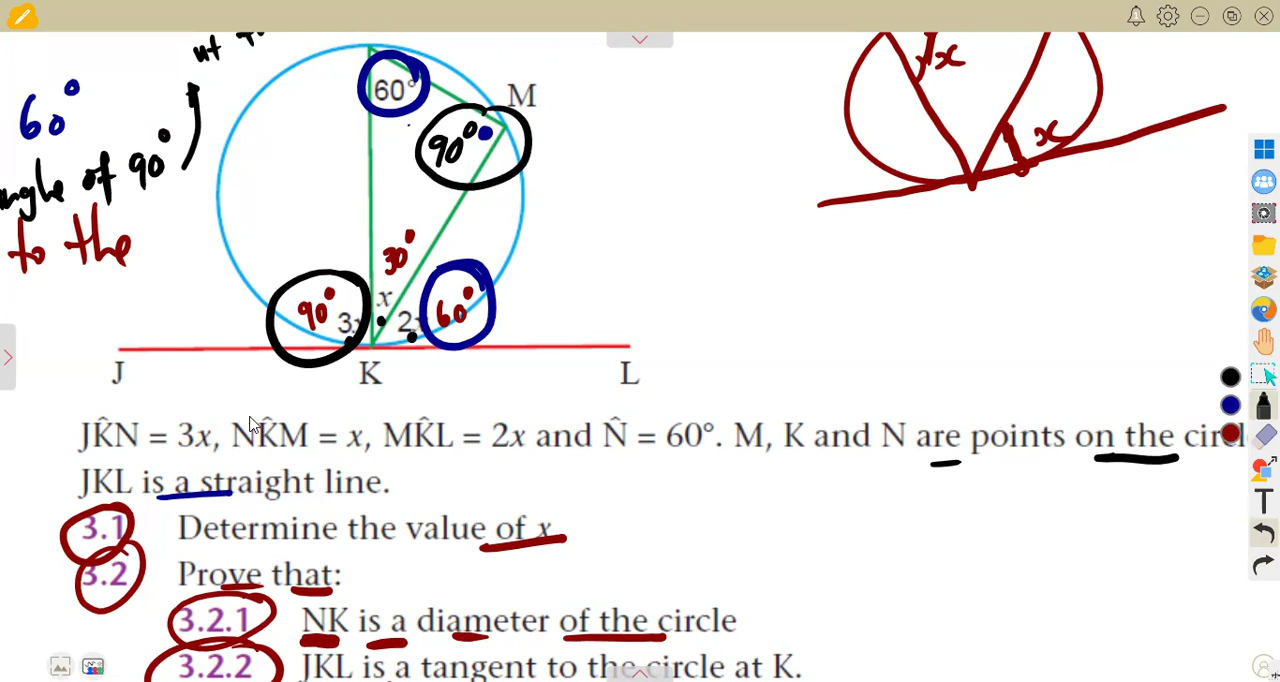 60°
angle of 90°
to the
60°
M
90°
x
x
30°
90°
3x
x
2x
60°
J
K
L
JK̂N = 3x, NK̂M = x, MK̂L = 2x and N̂ = 60°. M, K and N are points on the circl
JKL is a straight line.
3.1 Determine the value of x
3.2 Prove that:
3.2.1 NK is a diameter of the circle
3.2.2 JKL is a tangent to the circle at K.
T